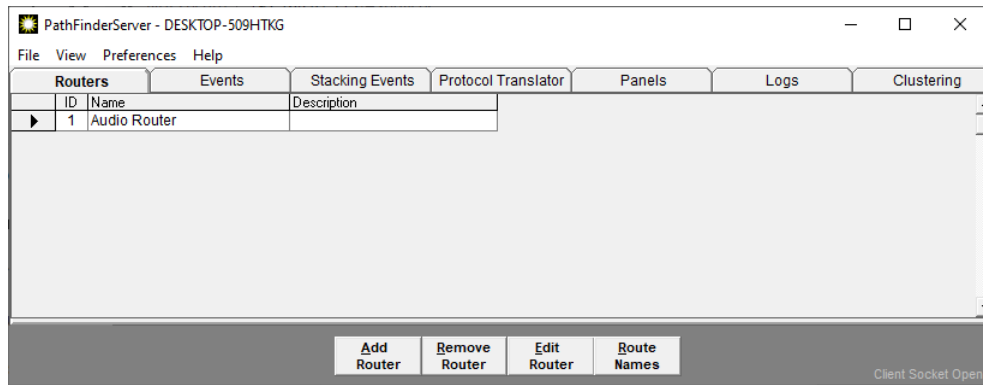 PathFinderServer - DESKTOP-509HTKG
File View Preferences Help
Routers Events Stacking Events Protocol Translator Panels Logs Clustering
ID Name Description
1 Audio Router
Add Router Remove Router Edit Router Route Names
Client Socket Open